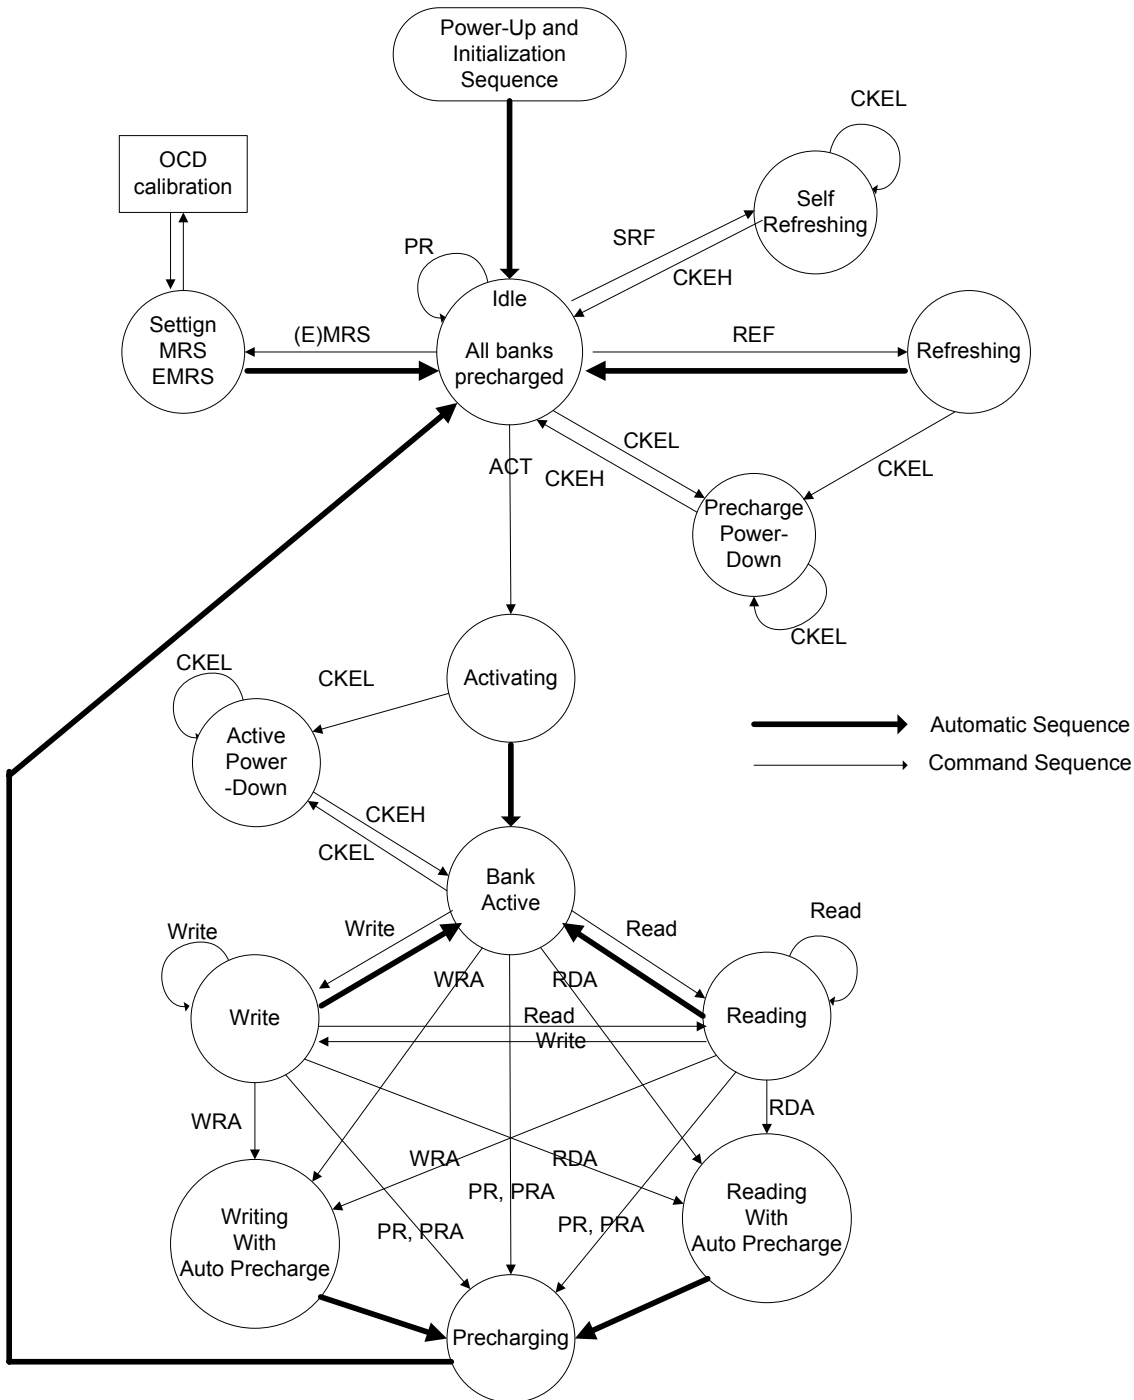 Power-Up and
Initialization
Sequence
CKEL
OCD
calibration
Self
Refreshing
SRF
PR
CKEH
Idle
All banks
precharged
Settign
MRS
EMRS
(E)MRS
REF
Refreshing
CKEL
ACT
CKEH
CKEL
Precharge
Power-
Down
CKEL
CKEL
CKEL
Activating
Active
Power
-Down
Automatic Sequence
Command Sequence
CKEH
CKEL
Bank
Active
Write
Write
Read
Read
WRA
RDA
Write
Read
Write
Reading
WRA
RDA
WRA
RDA
PR, PRA
PR, PRA
PR, PRA
Writing
With
Auto Precharge
Reading
With
Auto Precharge
Precharging